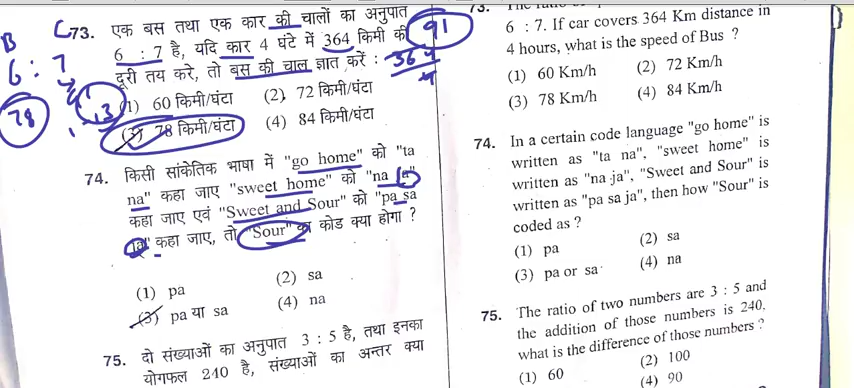 B C
6 : 7
13
78
91
364
4
73. एक बस तथा एक कार की चालों का अनुपात
6 : 7 है, यदि कार 4 घंटे में 364 किमी की
दूरी तय करे, तो बस की चाल ज्ञात करें :
(1) 60 किमी/घंटा (2) 72 किमी/घंटा
(3) 78 किमी/घंटा (4) 84 किमी/घंटा
74. किसी सांकेतिक भाषा में "go home" को "ta
na" कहा जाए "sweet home" को "na ja"
कहा जाए एवं "Sweet and Sour" को "pa sa
ja" कहा जाए, तो "Sour" का कोड क्या होगा ?
(1) pa (2) sa
(3) pa या sa (4) na
75. दो संख्याओं का अनुपात 3 : 5 है, तथा इनका
योगफल 240 है, संख्याओं का अन्तर क्या
73.
6 : 7. If car covers 364 Km distance in
4 hours, what is the speed of Bus ?
(1) 60 Km/h (2) 72 Km/h
(3) 78 Km/h (4) 84 Km/h
74. In a certain code language "go home" is
written as "ta na", "sweet home" is
written as "na ja", "Sweet and Sour" is
written as "pa sa ja", then how "Sour" is
coded as ?
(1) pa (2) sa
(3) pa or sa (4) na
75. The ratio of two numbers are 3 : 5 and
the addition of those numbers is 240,
what is the difference of those numbers ?
(1) 60 (2) 100
(4) 90